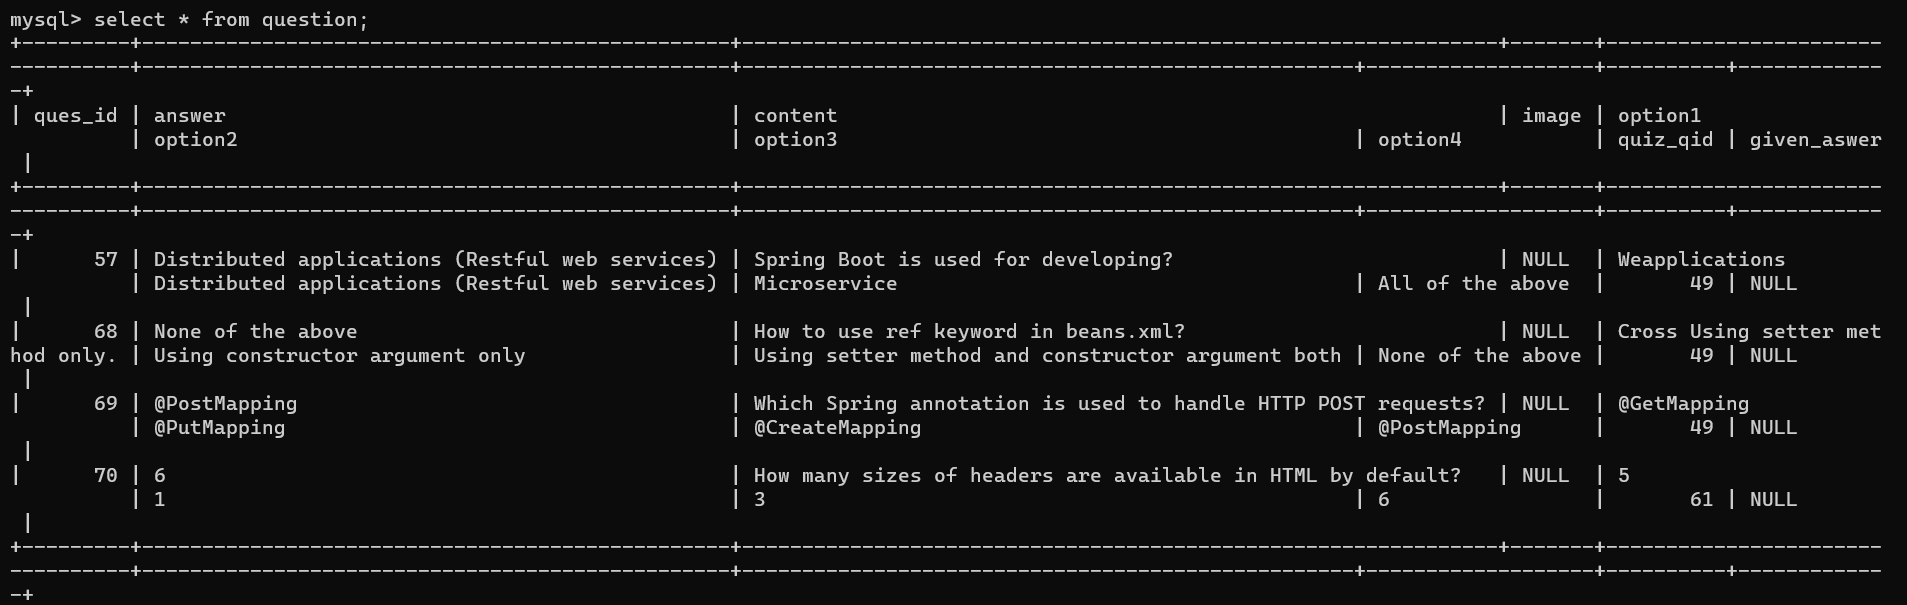 mysql> select * from question;
+---------+-------------------------------------------------+---------------------------------------------------------------+-------+-----------------------
----------+-------------------------------------------------+---------------------------------------------------+-------------------+----------+------------
-+
| ques_id | answer                                          | content                                                       | image | option1
          | option2                                         | option3                                           | option4           | quiz_qid | given_aswer
 |
+---------+-------------------------------------------------+---------------------------------------------------------------+-------+-----------------------
----------+-------------------------------------------------+---------------------------------------------------+-------------------+----------+------------
-+
|      57 | Distributed applications (Restful web services) | Spring Boot is used for developing?                           | NULL  | Weapplications
          | Distributed applications (Restful web services) | Microservice                                      | All of the above  |       49 | NULL
 |
|      68 | None of the above                               | How to use ref keyword in beans.xml?                          | NULL  | Cross Using setter met
hod only. | Using constructor argument only                 | Using setter method and constructor argument both | None of the above |       49 | NULL
 |
|      69 | @PostMapping                                    | Which Spring annotation is used to handle HTTP POST requests? | NULL  | @GetMapping
          | @PutMapping                                     | @CreateMapping                                    | @PostMapping      |       49 | NULL
 |
|      70 | 6                                               | How many sizes of headers are available in HTML by default?   | NULL  | 5
          | 1                                               | 3                                                 | 6                 |       61 | NULL
 |
+---------+-------------------------------------------------+---------------------------------------------------------------+-------+-----------------------
----------+-------------------------------------------------+---------------------------------------------------+-------------------+----------+------------
-+